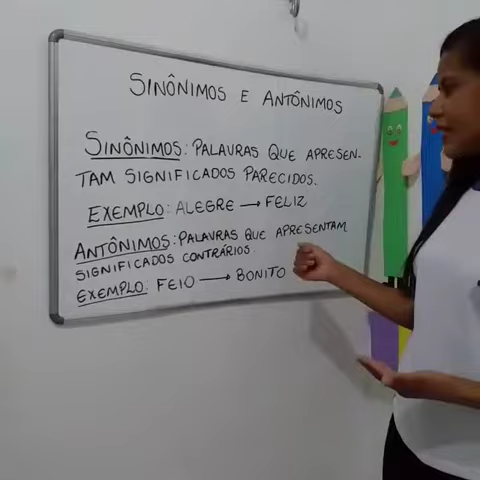 SINÔNIMOS E ANTÔNIMOS
SINÔNIMOS: PALAVRAS QUE APRESEN-
TAM SIGNIFICADOS PARECIDOS.
EXEMPLO: ALEGRE → FELIZ
ANTÔNIMOS: PALAVRAS QUE APRESENTAM
SIGNIFICADOS CONTRÁRIOS.
EXEMPLO: FEIO → BONITO